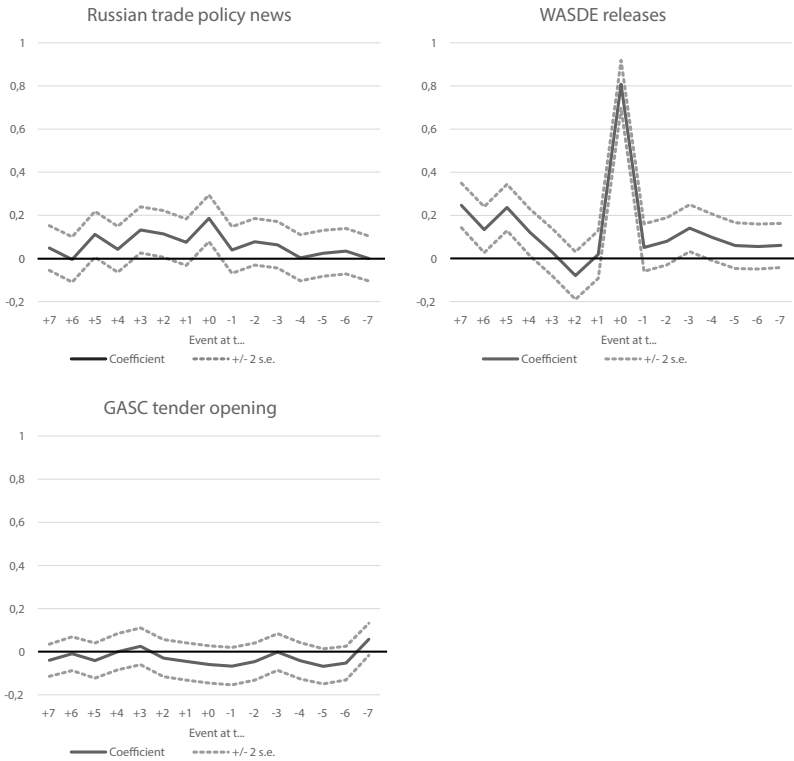 Russian trade policy news
1
0,8
0,6
0,4
0,2
0
-0,2
+7 +6 +5 +4 +3 +2 +1 +0 -1 -2 -3 -4 -5 -6 -7
Event at t...
Coefficient +/- 2 s.e.
WASDE releases
1
0,8
0,6
0,4
0,2
0
-0,2
+7 +6 +5 +4 +3 +2 +1 +0 -1 -2 -3 -4 -5 -6 -7
Event at t...
Coefficient +/- 2 s.e.
GASC tender opening
1
0,8
0,6
0,4
0,2
0
-0,2
+7 +6 +5 +4 +3 +2 +1 +0 -1 -2 -3 -4 -5 -6 -7
Event at t...
Coefficient +/- 2 s.e.